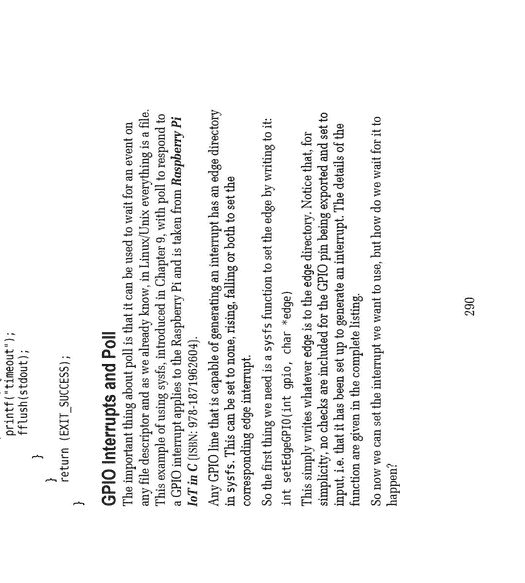 printf("timeout");
fflush(stdout);
}
}
return (EXIT_SUCCESS);
}
GPIO Interrupts and Poll
The important thing about poll is that it can be used to wait for an event on
any file descriptor and as we already know, in Linux/Unix everything is a file.
This example of using sysfs, introduced in Chapter 9, with poll to respond to
a GPIO interrupt applies to the Raspberry Pi and is taken from Raspberry Pi
IoT in C (ISBN: 978-1871962604).
Any GPIO line that is capable of generating an interrupt has an edge directory
in sysfs. This can be set to none, rising, falling or both to set the
corresponding edge interrupt.
So the first thing we need is a sysfs function to set the edge by writing to it:
int setEdgeGPIO(int gpio, char *edge)
This simply writes whatever edge is to the edge directory. Notice that, for
simplicity, no checks are included for the GPIO pin being exported and set to
input, i.e. that it has been set up to generate an interrupt. The details of the
function are given in the complete listing.
So now we can set the interrupt we want to use, but how do we wait for it to
happen?
290